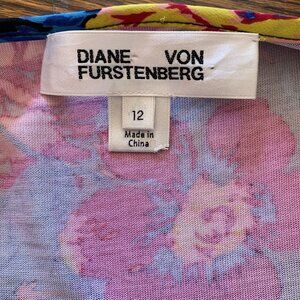 DIANE VON
FURSTENBERG
12
Made in
China